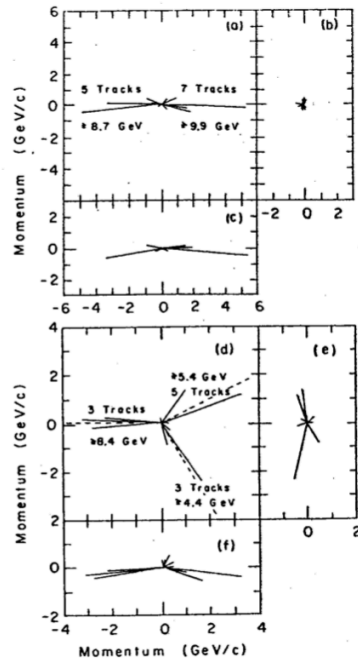 (a)
(b)
6
4
2
0
-2
-4
5 Tracks
7 Tracks
≥8.7 GeV
≥9.9 GeV
Momentum (GeV/c)
-2 0 2
(c)
2
0
-2
-6 -4 -2 0 2 4 6
4
2
0
-2
(d)
(e)
≥5.4 GeV
5 Tracks
3 Tracks
≥8.4 GeV
3 Tracks
≥4.4 GeV
Momentum (GeV/c)
-2 0 2
(f)
2
0
-2
-4 -2 0 2 4
Momentum (GeV/c)